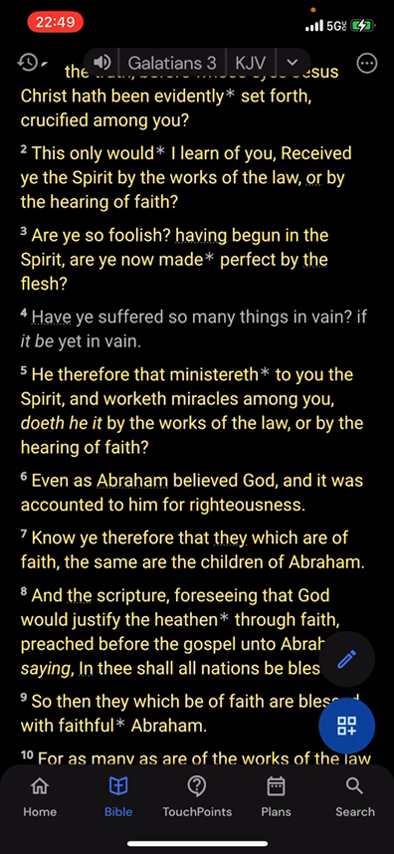 22:49
5GE
Galatians 3 KJV
Christ hath been evidently* set forth,
crucified among you?
2 This only would* I learn of you, Received
ye the Spirit by the works of the law, or by
the hearing of faith?
3 Are ye so foolish? having begun in the
Spirit, are ye now made* perfect by the
flesh?
4 Have ye suffered so many things in vain? if
it be yet in vain.
5 He therefore that ministereth* to you the
Spirit, and worketh miracles among you,
doeth he it by the works of the law, or by the
hearing of faith?
6 Even as Abraham believed God, and it was
accounted to him for righteousness.
7 Know ye therefore that they which are of
faith, the same are the children of Abraham.
8 And the scripture, foreseeing that God
would justify the heathen* through faith,
preached before the gospel unto Abrah
saying, In thee shall all nations be bles
9 So then they which be of faith are blessed
with faithful* Abraham.
10 For as many as are of the works of the law
Home Bible TouchPoints Plans Search